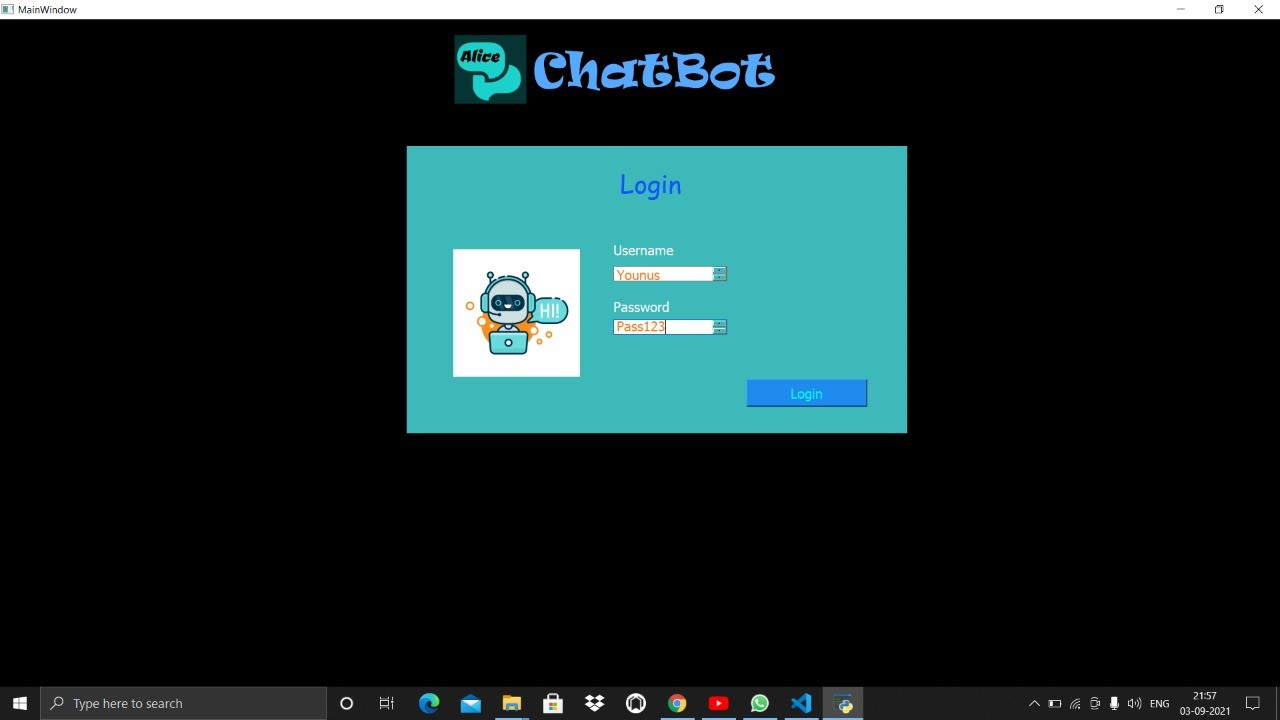 MainWindow
Alice
ChatBot
Login
Username
Younus
HI!
Password
Pass123
Login
Type here to search
ENG
21:57
03-09-2021